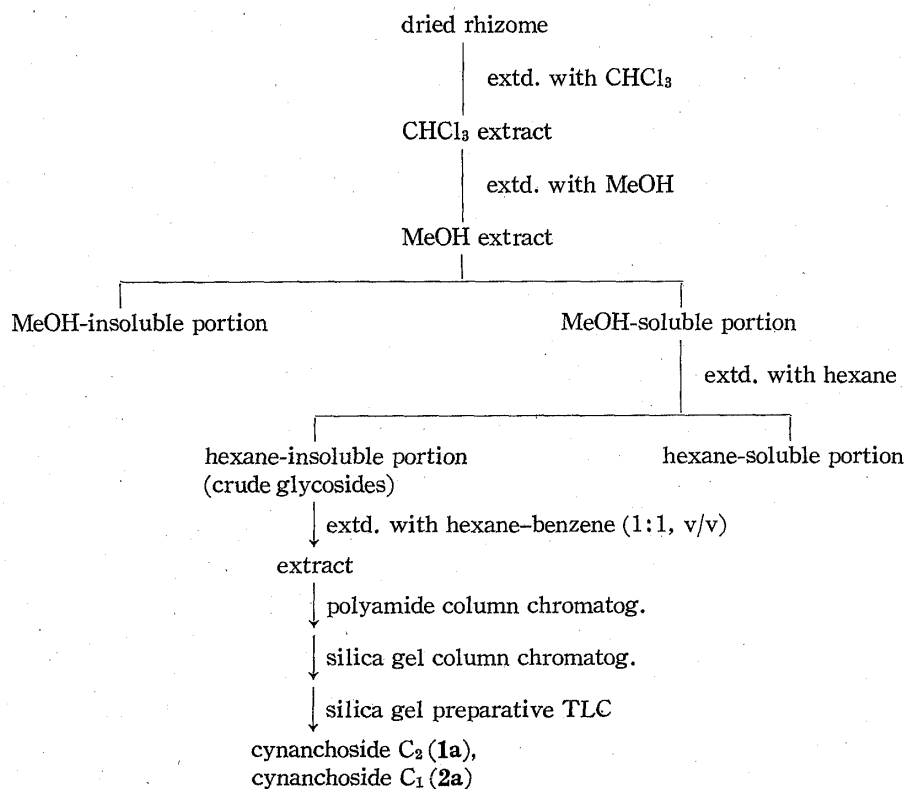 dried rhizome
extd. with CHCl₃
CHCl₃ extract
extd. with MeOH
MeOH extract
MeOH-insoluble portion
MeOH-soluble portion
extd. with hexane
hexane-insoluble portion
(crude glycosides)
hexane-soluble portion
extd. with hexane–benzene (1:1, v/v)
extract
polyamide column chromatog.
silica gel column chromatog.
silica gel preparative TLC
cynanchoside C₂ (1a),
cynanchoside C₁ (2a)